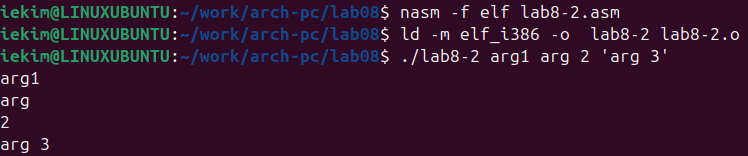 iekim@LINUXUBUNTU:~/work/arch-pc/lab08$ nasm -f elf lab8-2.asm
iekim@LINUXUBUNTU:~/work/arch-pc/lab08$ ld -m elf_i386 -o  lab8-2 lab8-2.o
iekim@LINUXUBUNTU:~/work/arch-pc/lab08$ ./lab8-2 arg1 arg 2 'arg 3'
arg1
arg
2
arg 3